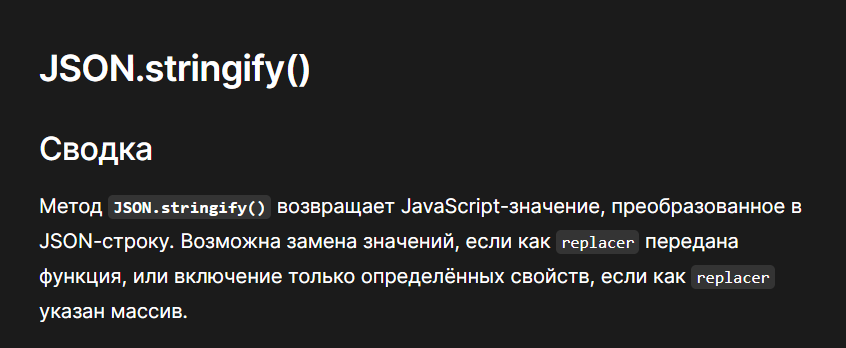 JSON.stringify()
Сводка
Метод JSON.stringify() возвращает JavaScript-значение, преобразованное в
JSON-строку. Возможна замена значений, если как replacer передана
функция, или включение только определённых свойств, если как replacer
указан массив.